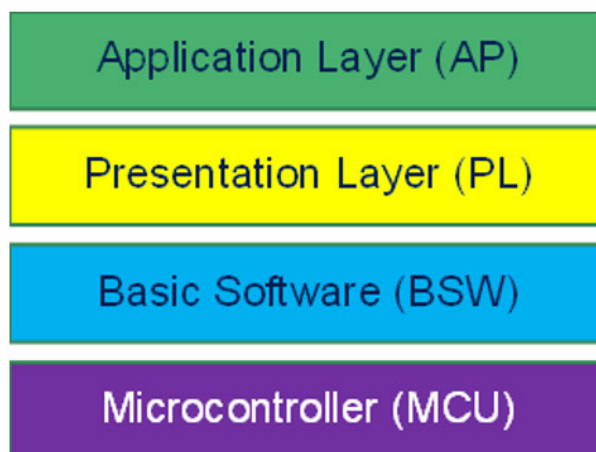 Application Layer (AP)
Presentation Layer (PL)
Basic Software (BSW)
Microcontroller (MCU)